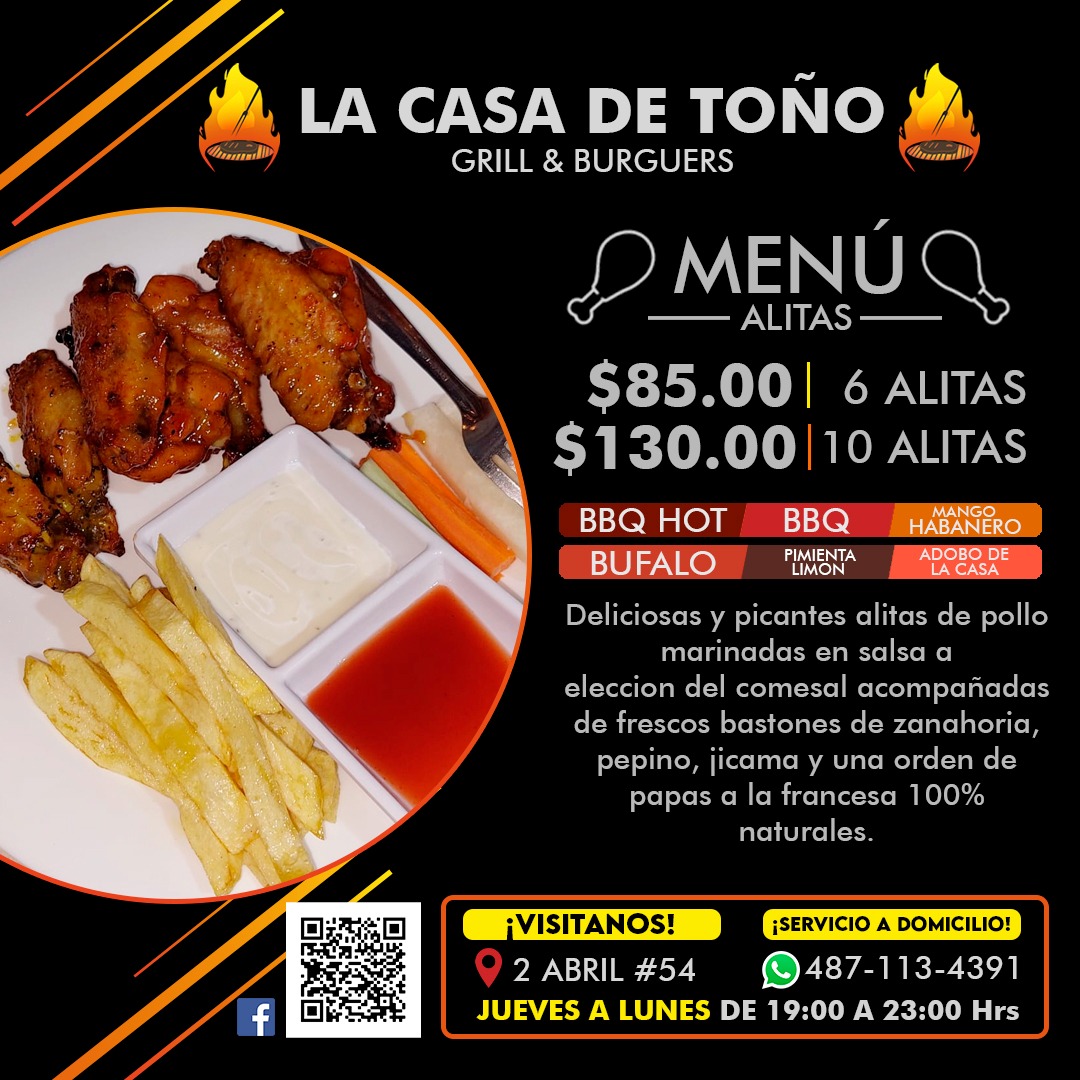 LA CASA DE TOÑO
GRILL & BURGUERS
MENÚ
ALITAS
$85.00 | 6 ALITAS
$130.00 | 10 ALITAS
BBQ HOT BBQ MANGO HABANERO
BUFALO PIMIENTA LIMON ADOBO DE LA CASA
Deliciosas y picantes alitas de pollo
marinadas en salsa a
eleccion del comesal acompañadas
de frescos bastones de zanahoria,
pepino, jicama y una orden de
papas a la francesa 100%
naturales.
¡VISITANOS!
2 ABRIL #54
¡SERVICIO A DOMICILIO!
487-113-4391
JUEVES A LUNES DE 19:00 A 23:00 Hrs